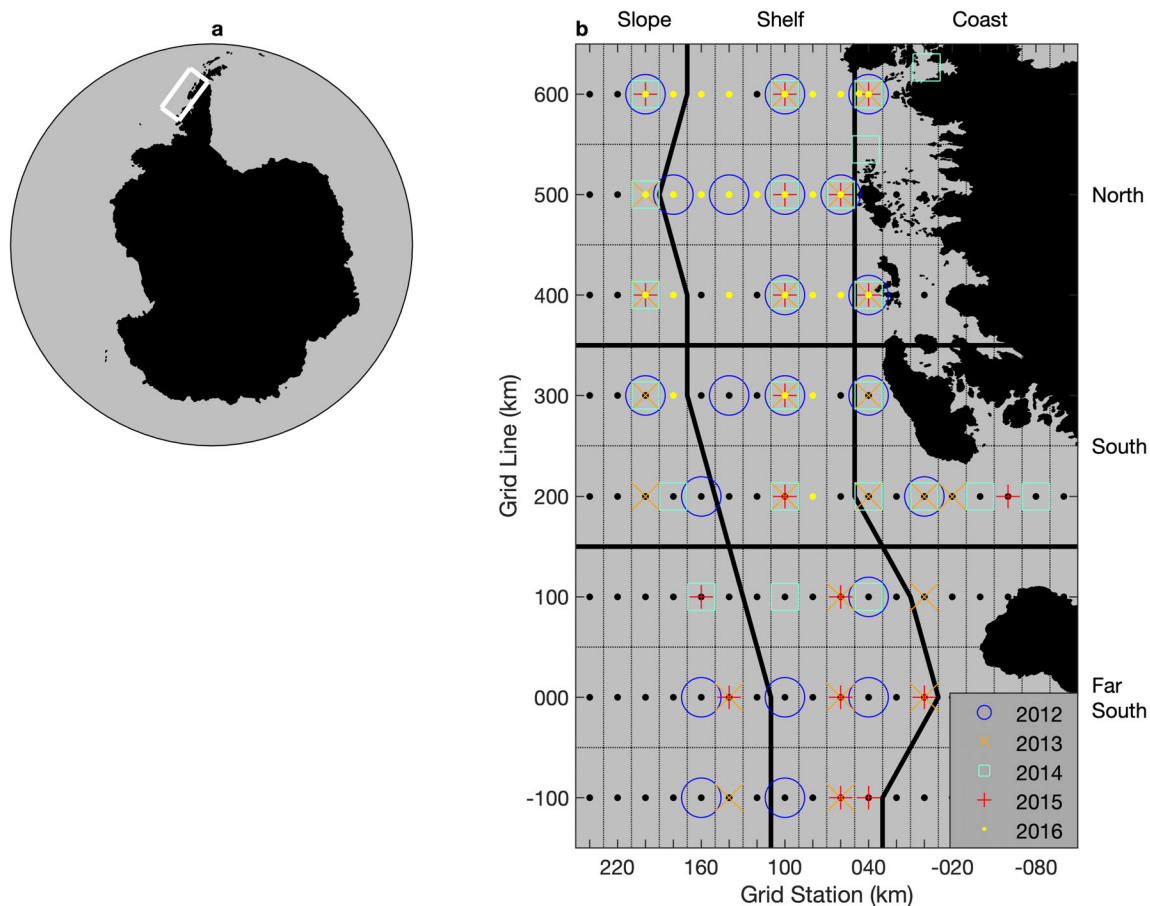 a
b
Slope
Shelf
Coast
600
500
400
300
200
100
000
-100
Grid Line (km)
North
South
Far
South
2012
2013
2014
2015
2016
220
160
100
040
-020
-080
Grid Station (km)